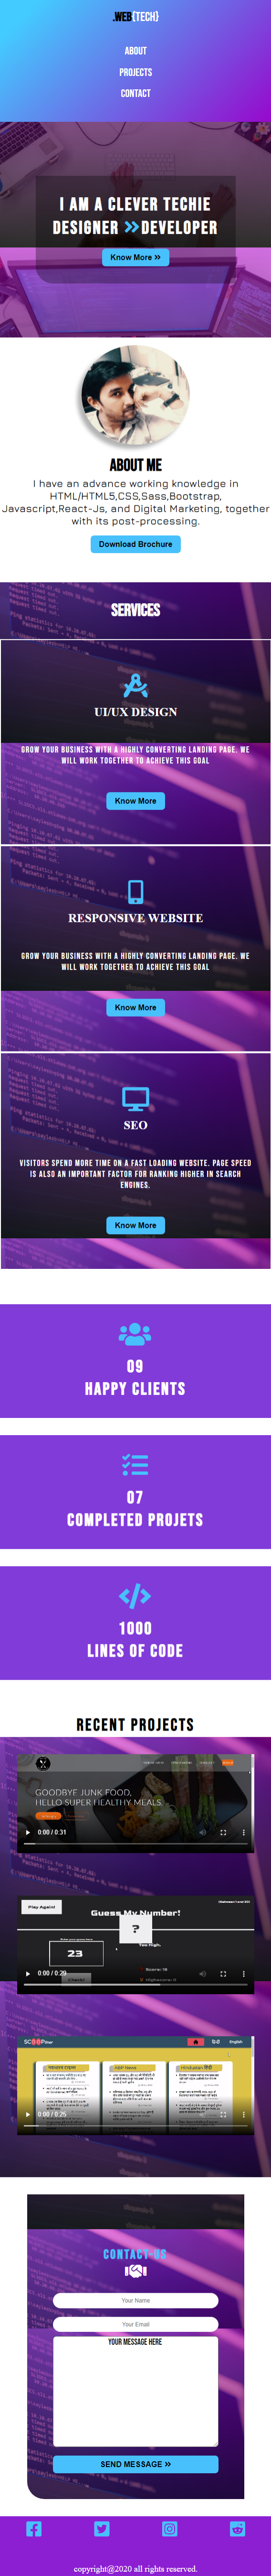 .WEB{TECH}
ABOUT
PROJECTS
CONTACT
I AM A CLEVER TECHIE
DESIGNER » DEVELOPER
Know More »
ABOUT ME
I have an advance working knowledge in
HTML/HTML5,CSS,Sass,Bootstrap,
Javascript,React-Js, and Digital Marketing, together
with its post-processing.
Download Brochure
SERVICES
UI/UX DESIGN
GROW YOUR BUSINESS WITH A HIGHLY CONVERTING LANDING PAGE. WE
WILL WORK TOGETHER TO ACHIEVE THIS GOAL
Know More
RESPONSIVE WEBSITE
GROW YOUR BUSINESS WITH A HIGHLY CONVERTING LANDING PAGE. WE
WILL WORK TOGETHER TO ACHIEVE THIS GOAL
Know More
SEO
VISITORS SPEND MORE TIME ON A FAST LOADING WEBSITE. PAGE SPEED
IS ALSO AN IMPORTANT FACTOR FOR RANKING HIGHER IN SEARCH
ENGINES.
Know More
09
HAPPY CLIENTS
07
COMPLETED PROJETS
1000
LINES OF CODE
RECENT PROJECTS
GOODBYE JUNK FOOD,
HELLO SUPER HEALTHY MEALS.
0:00 / 0:31
Play Again!
Guess My Number!
?
23
Too High.
Check!
0:00 / 0:29
English
0:00 / 0:25
CONTACT-US
Your Name
Your Email
YOUR MESSAGE HERE
SEND MESSAGE »
copyright@2020 all rights reserved.